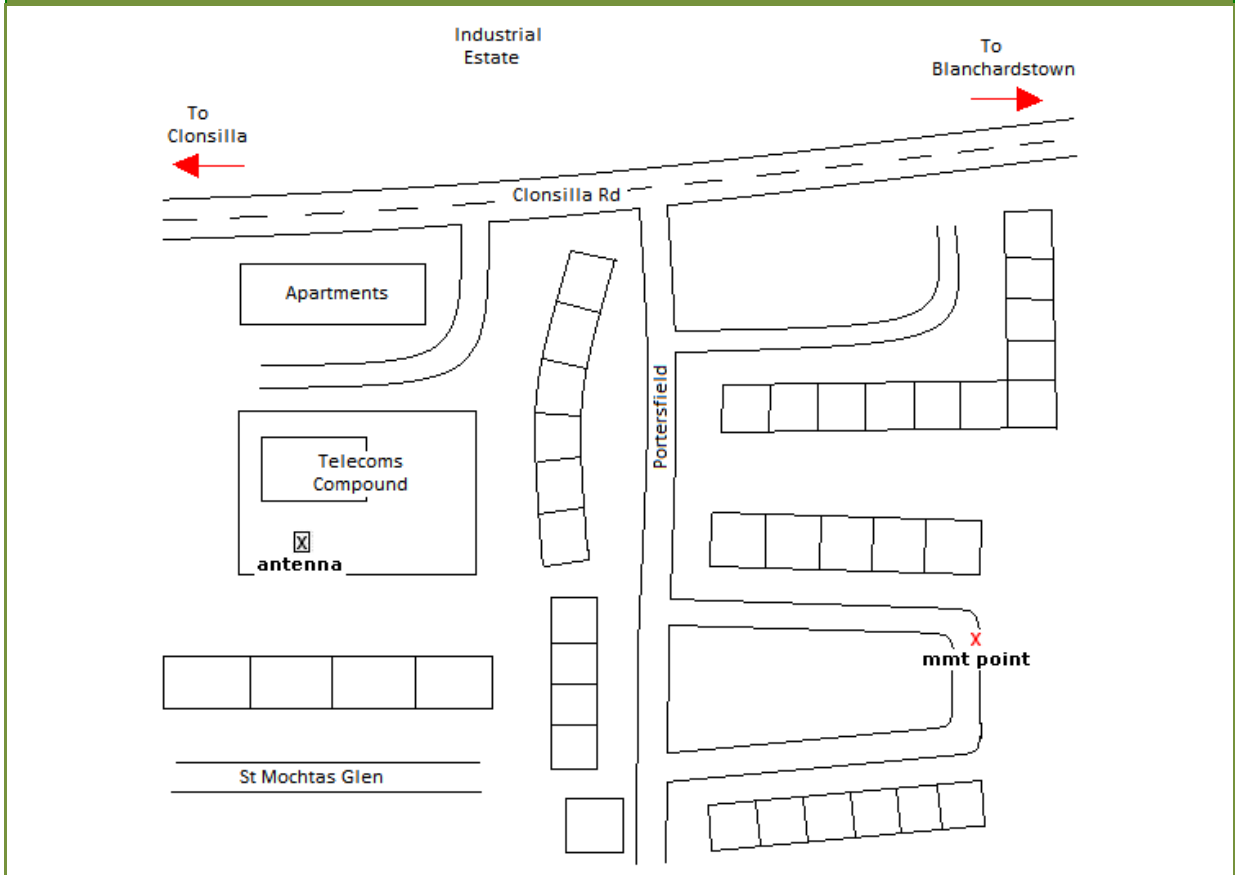 Industrial
Estate
To
Blanchardstown
To
Clonsilla
Clonsilla Rd
Apartments
Portersfield
Telecoms
Compound
X
antenna
X
mmt point
St Mochtas Glen